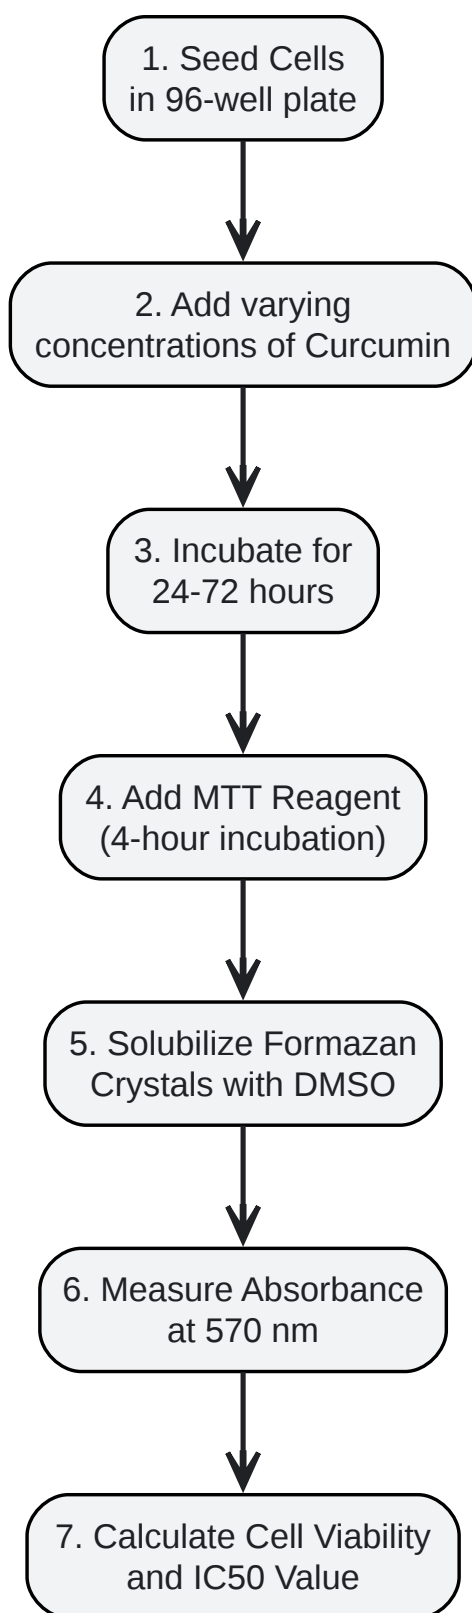 1. Seed Cells
in 96-well plate
2. Add varying
concentrations of Curcumin
3. Incubate for
24-72 hours
4. Add MTT Reagent
(4-hour incubation)
5. Solubilize Formazan
Crystals with DMSO
6. Measure Absorbance
at 570 nm
7. Calculate Cell Viability
and IC50 Value